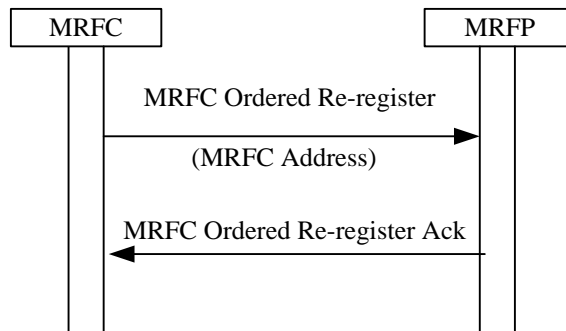 MRFC
MRFP
MRFC Ordered Re-register
(MRFC Address)
MRFC Ordered Re-register Ack